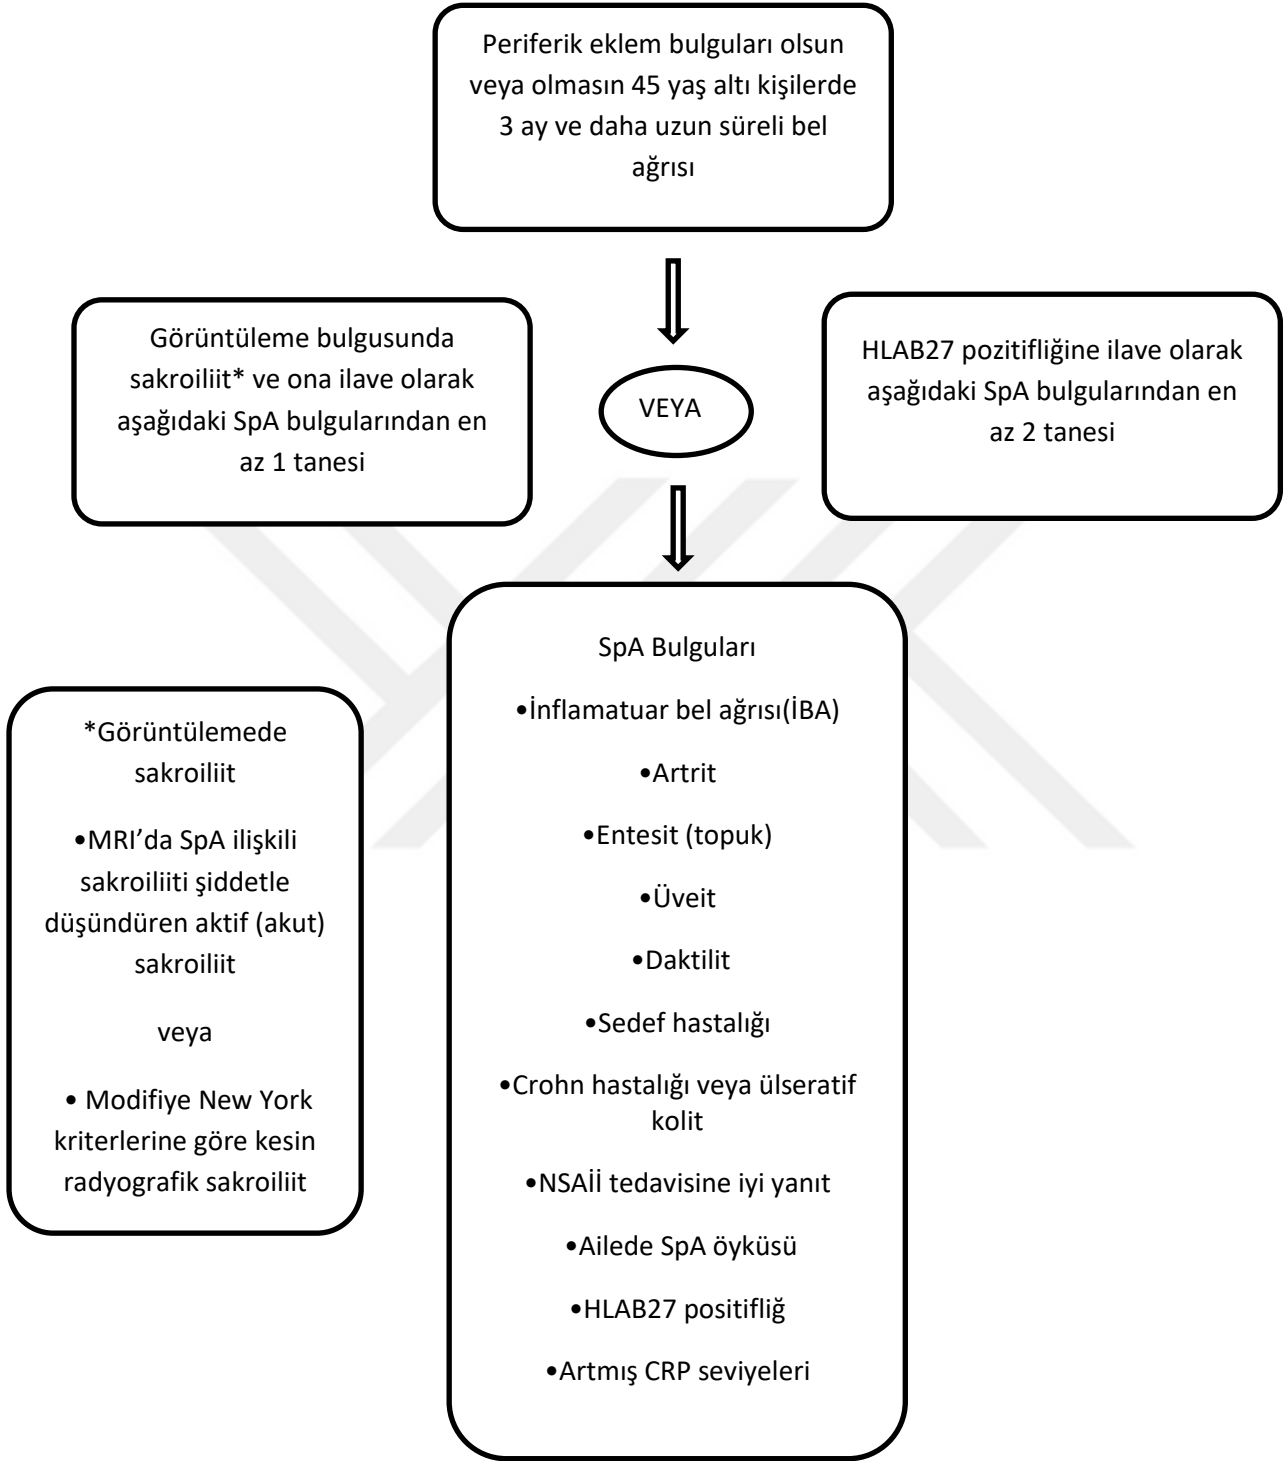 Periferik eklem bulguları olsun
veya olmasın 45 yaş altı kişilerde
3 ay ve daha uzun süreli bel
ağrısı
Görüntüleme bulgusunda
sakroiliit* ve ona ilave olarak
aşağıdaki SpA bulgularından en
az 1 tanesi
VEYA
HLAB27 pozitifliğine ilave olarak
aşağıdaki SpA bulgularından en
az 2 tanesi
*Görüntülemede
sakroiliit
•MRI’da SpA ilişkili
sakroiliiti şiddetle
düşündüren aktif (akut)
sakroiliit
veya
• Modifiye New York
kriterlerine göre kesin
radyografik sakroiliit
SpA Bulguları
•İnflamatuar bel ağrısı(İBA)
•Artrit
•Entesit (topuk)
•Üveit
•Daktilit
•Sedef hastalığı
•Crohn hastalığı veya ülseratif
kolit
•NSAİİ tedavisine iyi yanıt
•Ailede SpA öyküsü
•HLAB27 positifliğ
•Artmış CRP seviyeleri